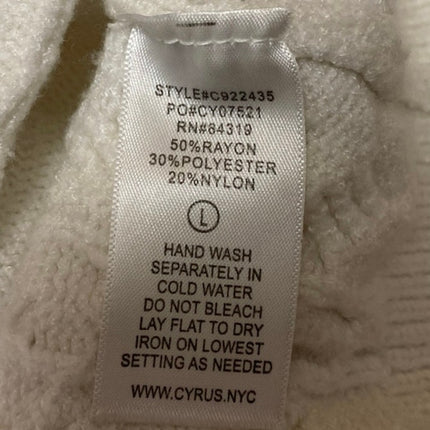 STYLE#C922435
PO#CY07521
RN#84319
50%RAYON
30%POLYESTER
20%NYLON
L
HAND WASH
SEPARATELY IN
COLD WATER
DO NOT BLEACH
LAY FLAT TO DRY
IRON ON LOWEST
SETTING AS NEEDED
WWW.CYRUS.NYC